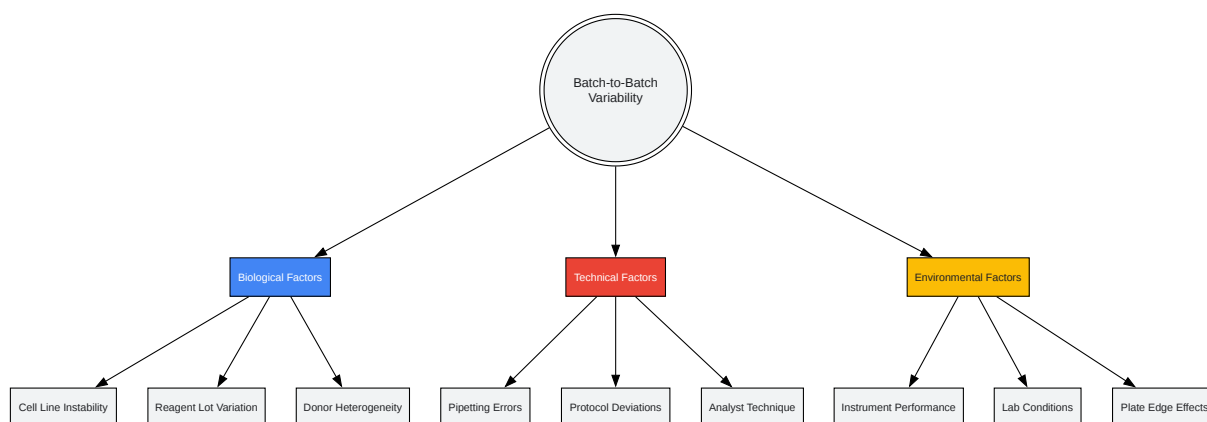 Batch-to-Batch
Variability
Biological Factors
Technical Factors
Environmental Factors
Cell Line Instability
Reagent Lot Variation
Donor Heterogeneity
Pipetting Errors
Protocol Deviations
Analyst Technique
Instrument Performance
Lab Conditions
Plate Edge Effects